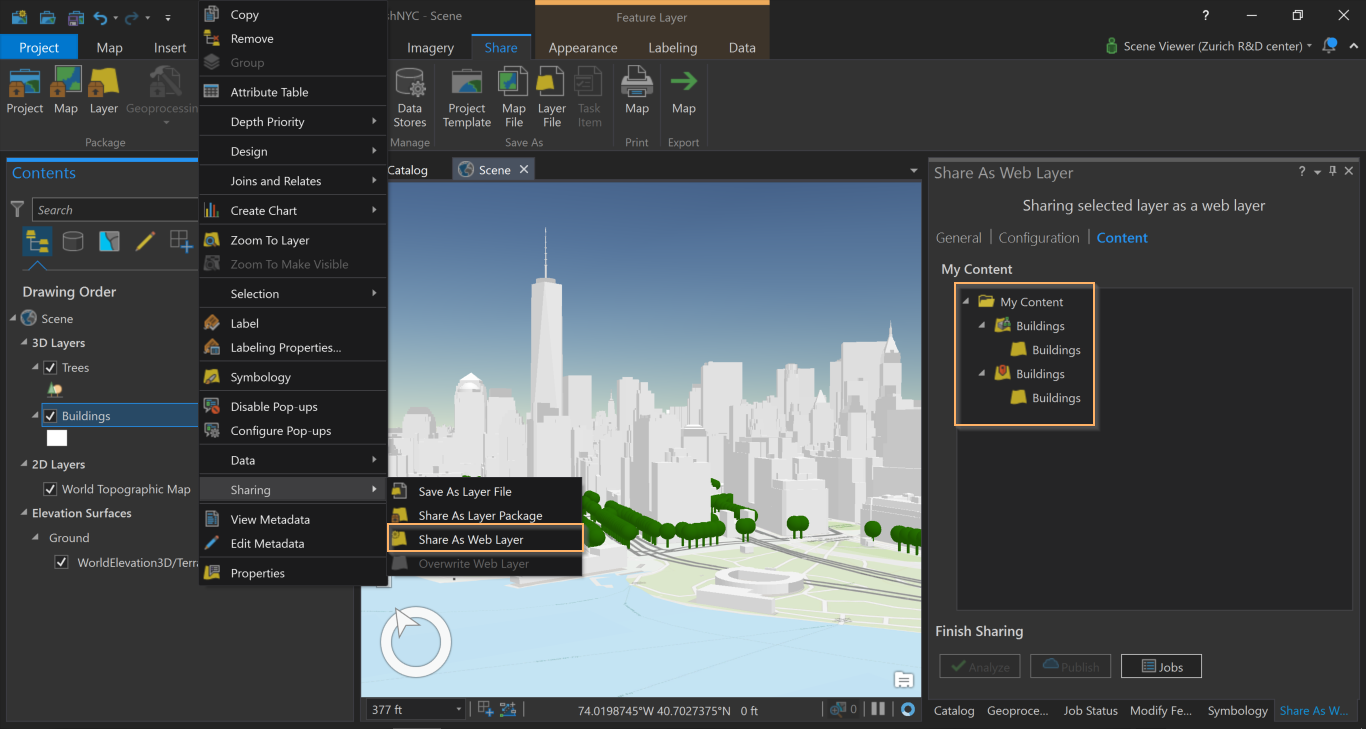 shNYC - Scene
Feature Layer
?
Project
Map
Insert
Imagery
Share
Appearance
Labeling
Data
Scene Viewer (Zurich R&D center)
Project
Map
Layer
Geoprocessin
Package
Data
Stores
Manage
Project
Template
Map
File
Layer
File
Task
Item
Save As
Map
Print
Map
Export
Copy
Remove
Group
Attribute Table
Depth Priority
Design
Joins and Relates
Create Chart
Zoom To Layer
Zoom To Make Visible
Selection
Label
Labeling Properties...
Symbology
Disable Pop-ups
Configure Pop-ups
Data
Sharing
View Metadata
Edit Metadata
Properties
Save As Layer File
Share As Layer Package
Share As Web Layer
Overwrite Web Layer
Contents
Search
Drawing Order
Scene
3D Layers
Trees
Buildings
2D Layers
World Topographic Map
Elevation Surfaces
Ground
WorldElevation3D/Terra
Catalog
Scene
377 ft
74.0198745°W 40.7027375°N 0 ft
0
Share As Web Layer
?
Sharing selected layer as a web layer
General
Configuration
Content
My Content
My Content
Buildings
Buildings
Buildings
Buildings
Finish Sharing
Analyze
Publish
Jobs
Catalog
Geoproce...
Job Status
Modify Fe...
Symbology
Share As W...